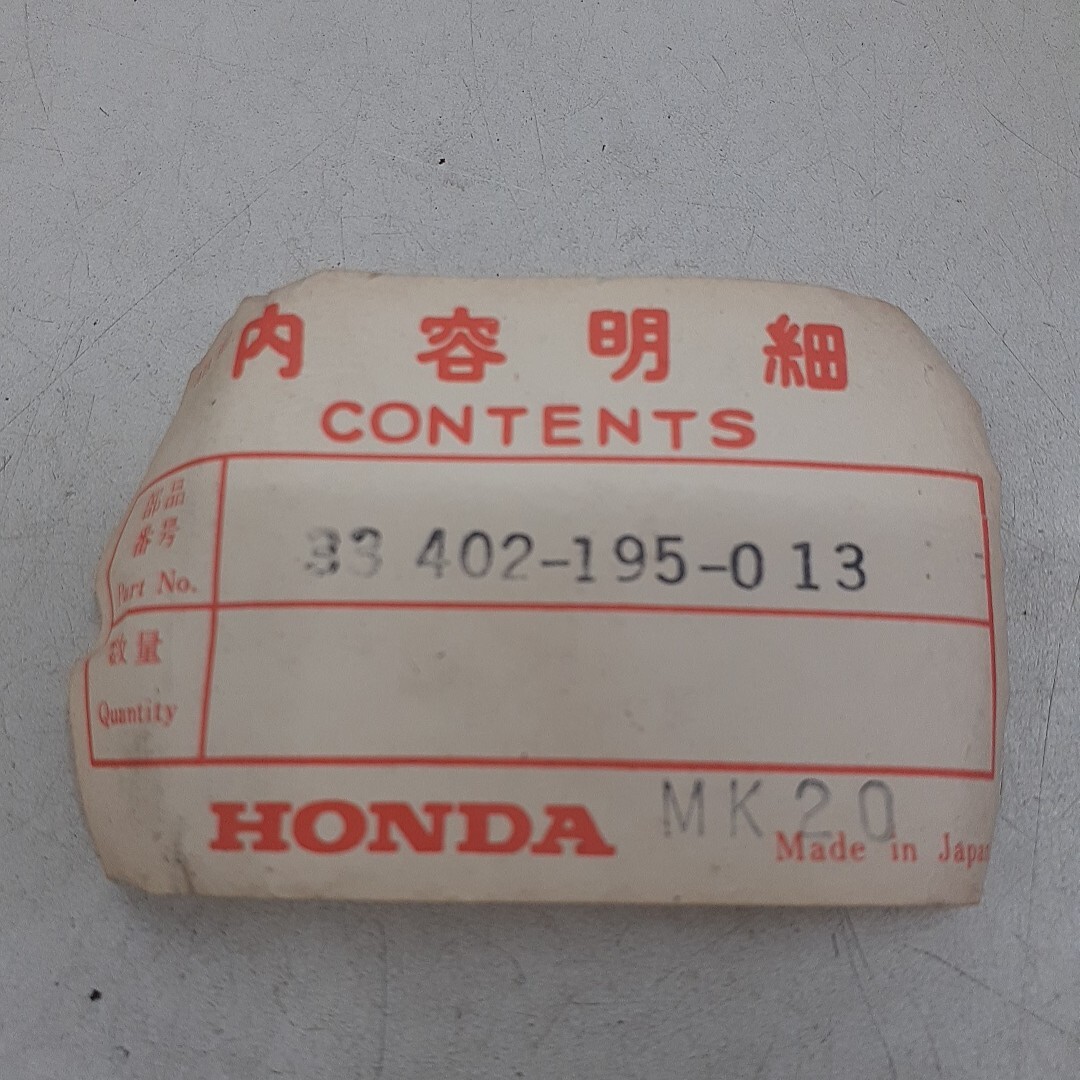 内容明細
CONTENTS
部品
番号
Part No.
33 402-195-013
数量
Quantity
HONDA
MK20
Made in Japan